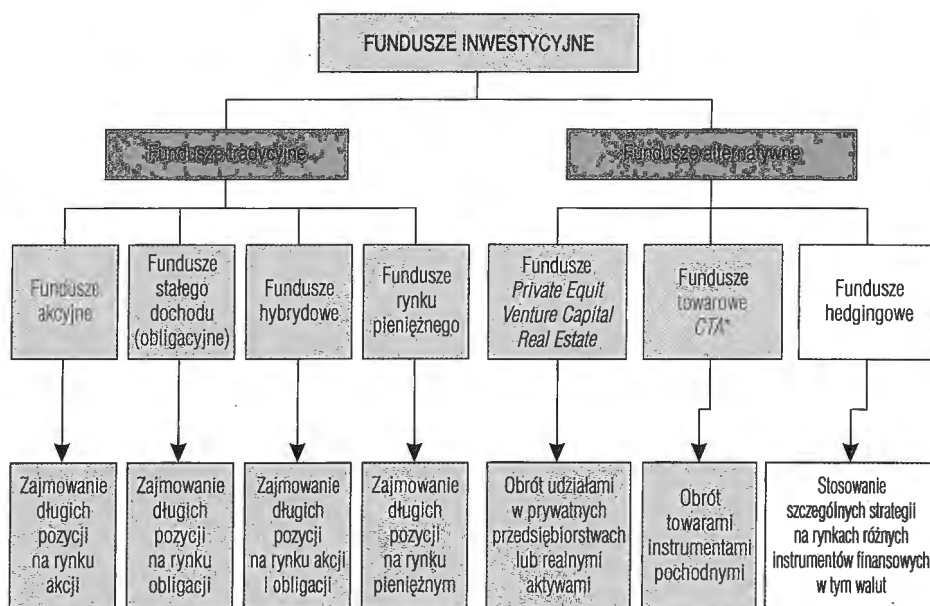 FUNDUSZE INWESTYCYJNE
Fundusze tradycyjne
Fundusze alternatywne
Fundusze
akcyjne
Fundusze
stałego
dochodu
(obligacyjne)
Fundusze
hybrydowe
Fundusze
rynku
pieniężnego
Fundusze
Private Equit
Venture Capital
Real Estate
Fundusze
towarowe
CTA*
Fundusze
hedgingowe
Zajmowanie
długich
pozycji
na rynku
akcji
Zajmowanie
długich
pozycji
na rynku
obligacji
Zajmowanie
długich
pozycji
na rynku akcji
i obligacji
Zajmowanie
długich
pozycji
na rynku
pieniężnym
Obrót udziałami
w prywatnych
przedsiębiorstwach
lub realnymi
aktywami
Obrót
towarami
instrumentami
pochodnymi
Stosowanie
szczególnych strategii
na rynkach różnych
instrumentów finansowych
w tym walut